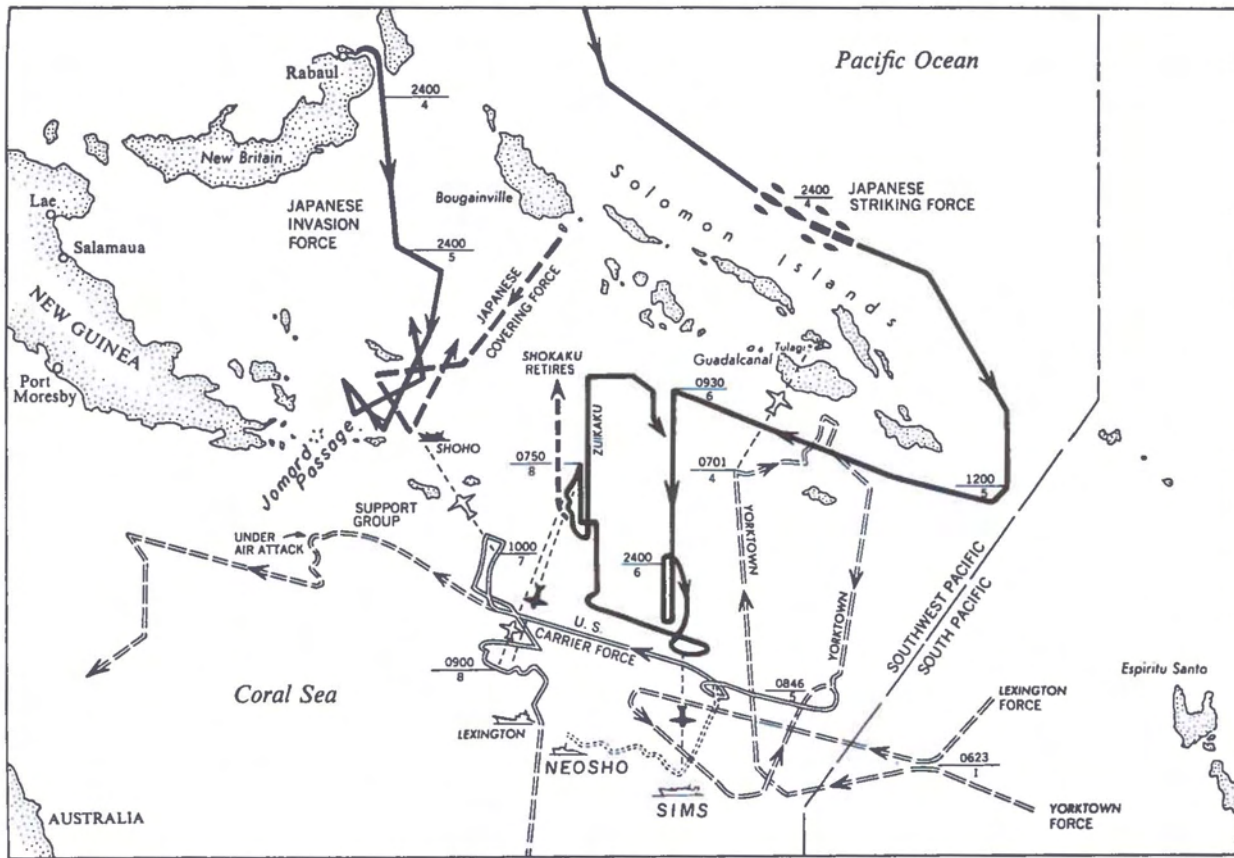 Pacific Ocean
Rabaul
2400
4
New Britain
Bougainville
Solomon Islands
2400
4
JAPANESE
STRIKING FORCE
Lae
Salamaua
JAPANESE
INVASION
FORCE
2400
5
JAPANESE
COVERING FORCE
NEW GUINEA
Port
Moresby
SHOKAKU
RETIRES
Guadalcanal
Tulagi
0930
6
ZUIKAKU
SHOHO
Jomard
Passage
0750
8
0701
4
1200
5
SUPPORT
GROUP
UNDER
AIR ATTACK
1000
7
2400
6
YORKTOWN
YORKTOWN
SOUTHWEST PACIFIC
SOUTH PACIFIC
U. S.
CARRIER FORCE
0900
8
0846
5
Espiritu Santo
Coral Sea
LEXINGTON
LEXINGTON
FORCE
NEOSHO
SIMS
0623
1
YORKTOWN
FORCE
AUSTRALIA